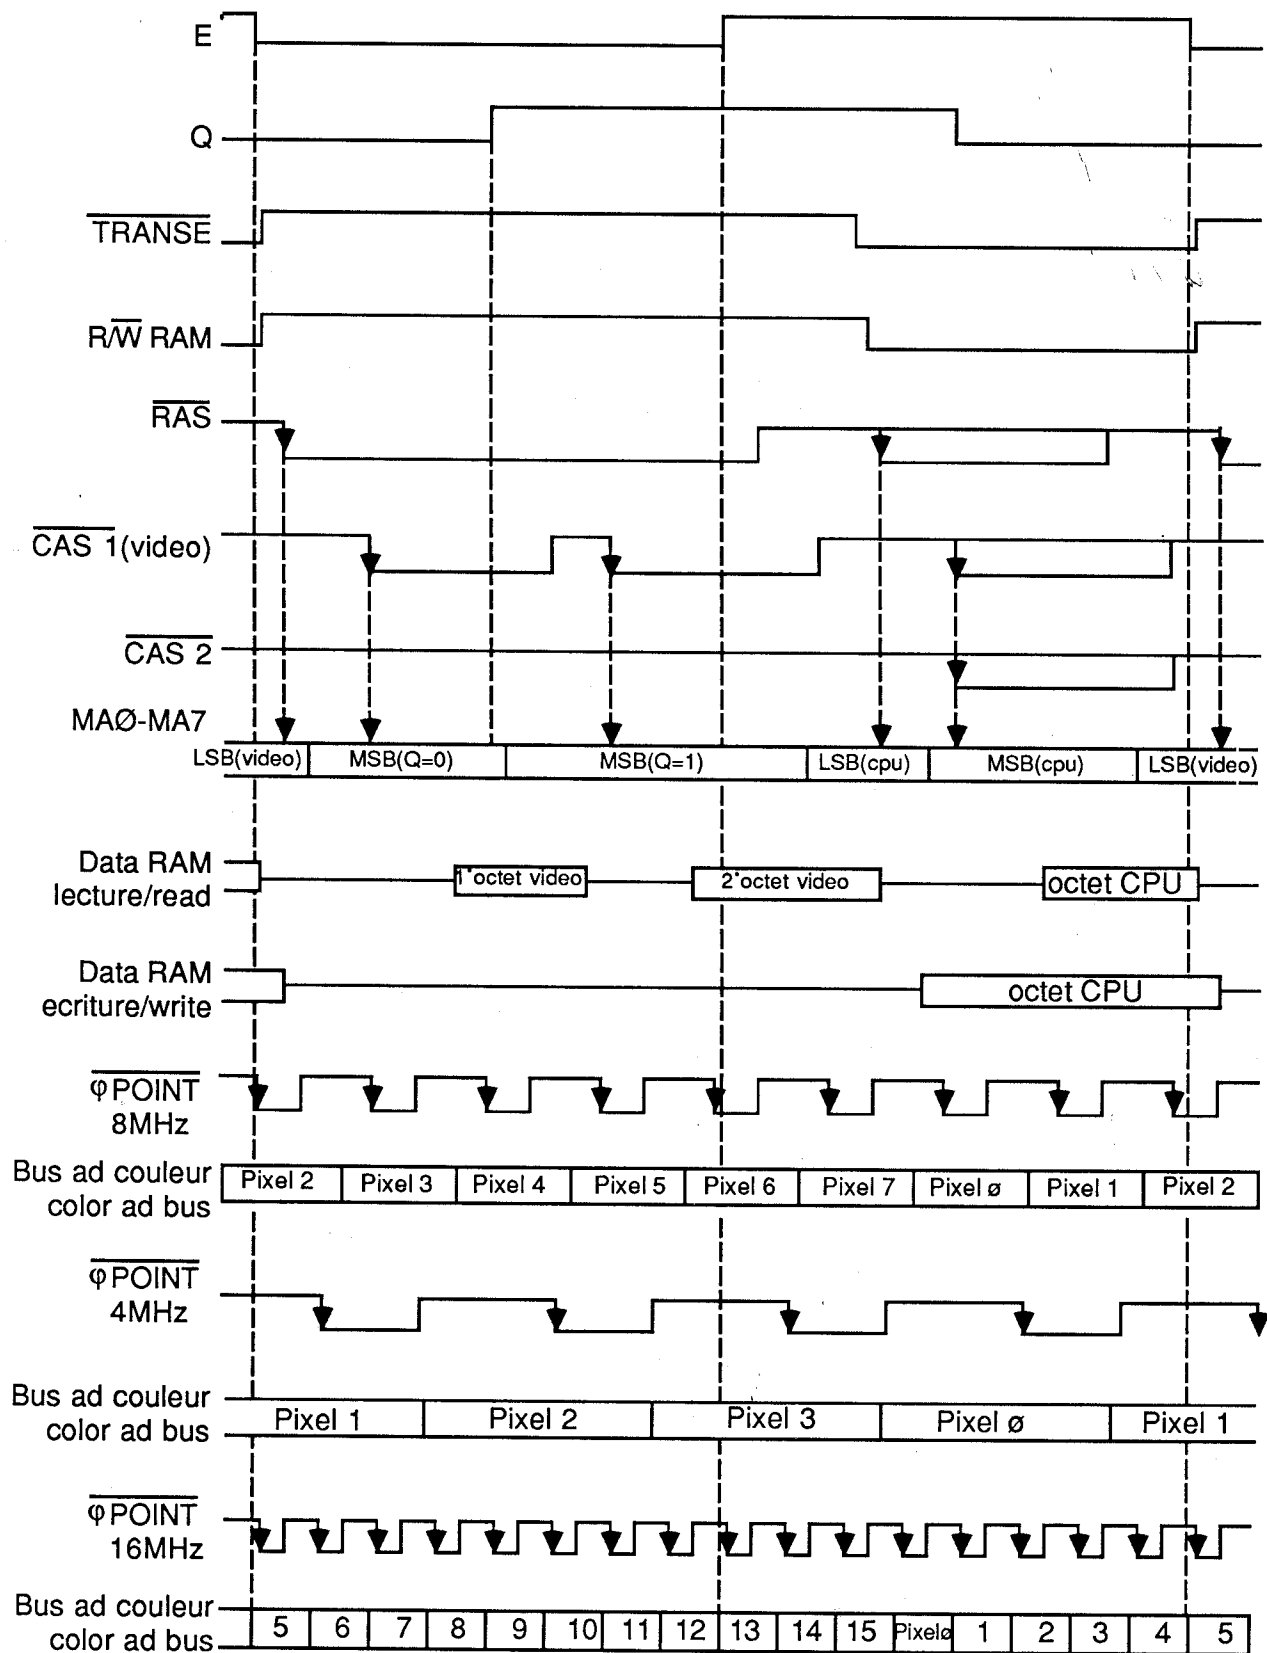 E
Q
TRANSE
R/W RAM
RAS
CAS 1(video)
CAS 2
MAØ-MA7
LSB(video) MSB(Q=0) MSB(Q=1) LSB(cpu) MSB(cpu) LSB(video)
Data RAM
lecture/read
1°octet video 2°octet video octet CPU
Data RAM
ecriture/write
octet CPU
φPOINT
8MHz
Bus ad couleur
color ad bus
Pixel 2 Pixel 3 Pixel 4 Pixel 5 Pixel 6 Pixel 7 Pixel ø Pixel 1 Pixel 2
φPOINT
4MHz
Bus ad couleur
color ad bus
Pixel 1 Pixel 2 Pixel 3 Pixel ø Pixel 1
φPOINT
16MHz
Bus ad couleur
color ad bus
5 6 7 8 9 10 11 12 13 14 15 Pixelø 1 2 3 4 5